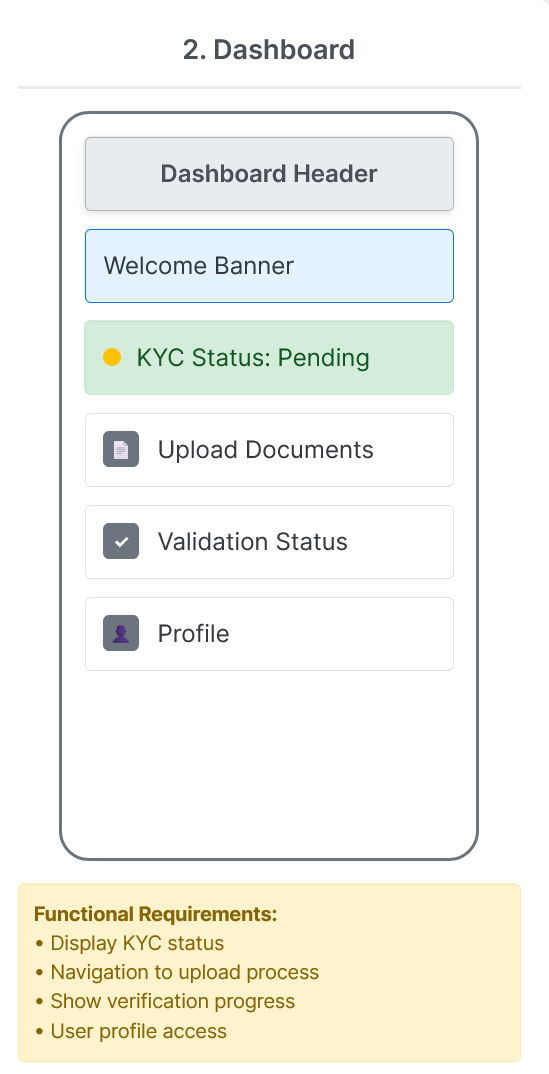 2. Dashboard
Dashboard Header
Welcome Banner
KYC Status: Pending
Upload Documents
Validation Status
Profile
Functional Requirements:
• Display KYC status
• Navigation to upload process
• Show verification progress
• User profile access